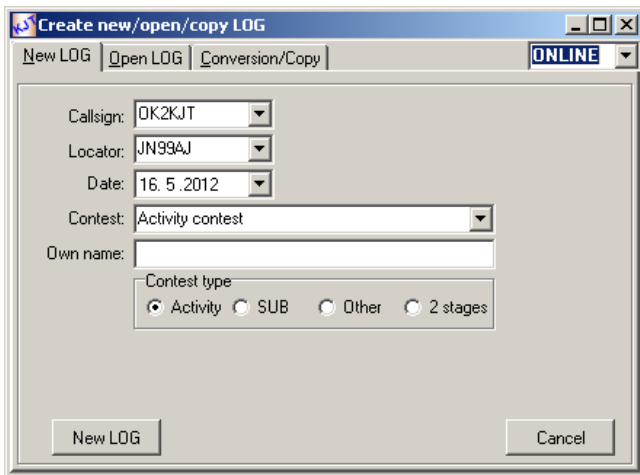 KJT Create new/open/copy LOG
New LOG Open LOG Conversion/Copy ONLINE
Callsign: OK2KJT
Locator: JN99AJ
Date: 16. 5 .2012
Contest: Activity contest
Own name:
Contest type
Activity SUB Other 2 stages
New LOG Cancel